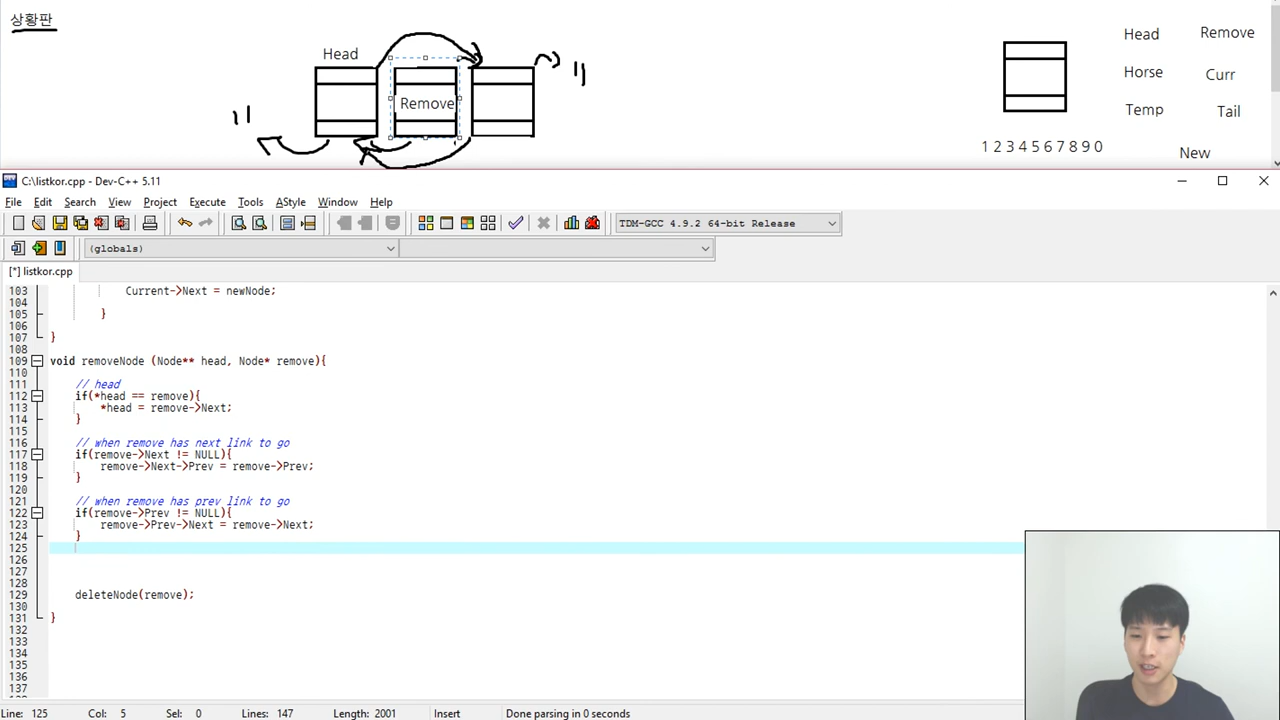 상황판
Head
Remove
Head Remove
Horse Curr
Temp Tail
1 2 3 4 5 6 7 8 9 0
New
C:\listkor.cpp - Dev-C++ 5.11
File Edit Search View Project Execute Tools AStyle Window Help
TDM-GCC 4.9.2 64-bit Release
(globals)
[*] listkor.cpp
103 Current->Next = newNode;
104
105 }
106
107 }
108
109 void removeNode (Node** head, Node* remove){
110
111 // head
112 if(*head == remove){
113 *head = remove->Next;
114 }
115
116 // when remove has next link to go
117 if(remove->Next != NULL){
118 remove->Next->Prev = remove->Prev;
119 }
120
121 // when remove has prev link to go
122 if(remove->Prev != NULL){
123 remove->Prev->Next = remove->Next;
124 }
125
126
127
128
129 deleteNode(remove);
130
131 }
132
133
134
135
136
137
Line: 125 Col: 5 Sel: 0 Lines: 147 Length: 2001 Insert Done parsing in 0 seconds